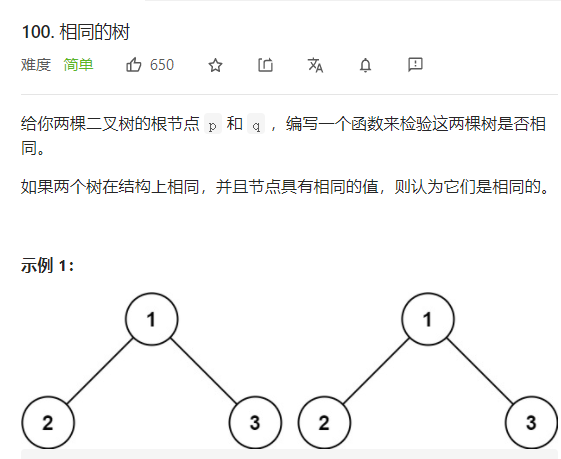 100. 相同的树
难度 简单 650
给你两棵二叉树的根节点 p 和 q ，编写一个函数来检验这两棵树是否相
同。
如果两个树在结构上相同，并且节点具有相同的值，则认为它们是相同的。
示例 1：
1 1
2 3 2 3